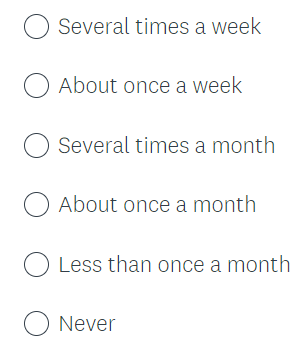 Several times a week
About once a week
Several times a month
About once a month
Less than once a month
Never